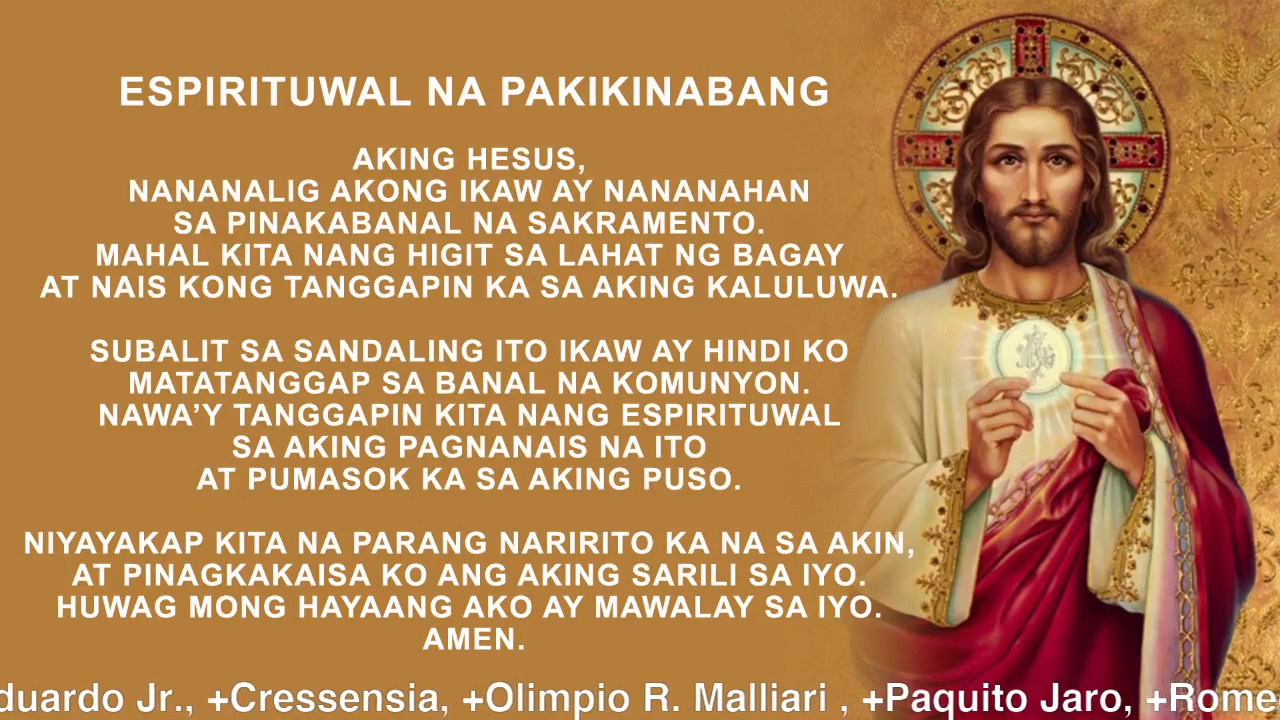 ESPIRITUWAL NA PAKIKINABANG
AKING HESUS,
NANANALIG AKONG IKAW AY NANANAHAN
SA PINAKABANAL NA SAKRAMENTO.
MAHAL KITA NANG HIGIT SA LAHAT NG BAGAY
AT NAIS KONG TANGGAPIN KA SA AKING KALULUWA.
SUBALIT SA SANDALING ITO IKAW AY HINDI KO
MATATANGGAP SA BANAL NA KOMUNYON.
NAWA’Y TANGGAPIN KITA NANG ESPIRITUWAL
SA AKING PAGNANAIS NA ITO
AT PUMASOK KA SA AKING PUSO.
NIYAYAKAP KITA NA PARANG NARIRITO KA NA SA AKIN,
AT PINAGKAKAISA KO ANG AKING SARILI SA IYO.
HUWAG MONG HAYAANG AKO AY MAWALAY SA IYO.
AMEN.
duardo Jr., +Cressensia, +Olimpio R. Malliari , +Paquito Jaro, +Rome